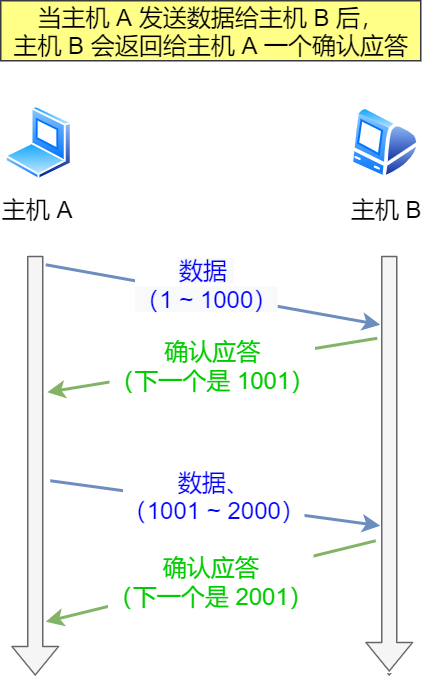 当主机 A 发送数据给主机 B 后，
主机 B 会返回给主机 A 一个确认应答
主机 A
主机 B
数据
（1 ~ 1000）
确认应答
（下一个是 1001）
数据、
（1001 ~ 2000）
确认应答
（下一个是 2001）